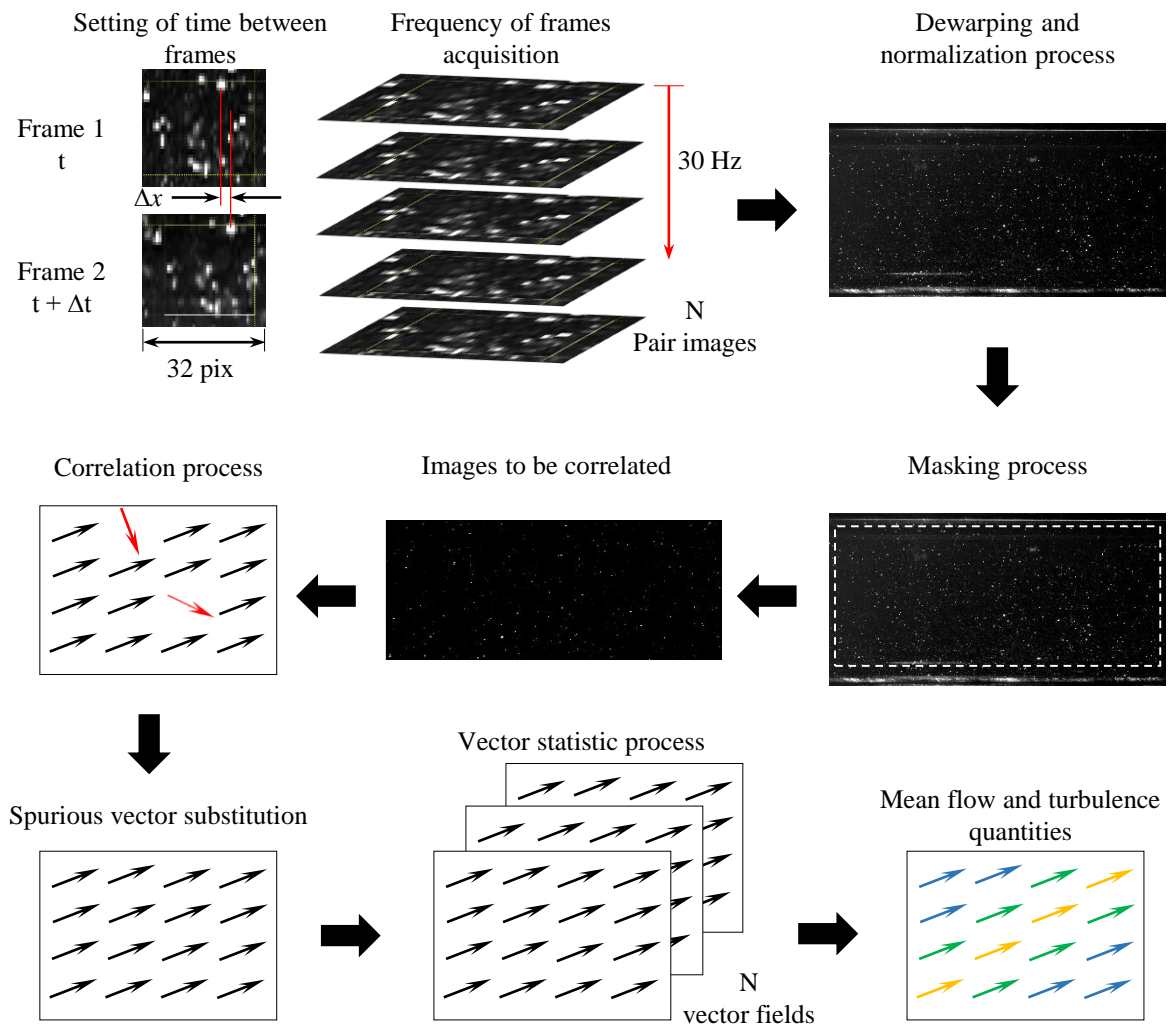 Setting of time between
frames
Frequency of frames
acquisition
Dewarping and
normalization process
Frame 1
t
Δx
Frame 2
t + Δt
32 pix
30 Hz
N
Pair images
Correlation process
Images to be correlated
Masking process
Spurious vector substitution
Vector statistic process
N
vector fields
Mean flow and turbulence
quantities